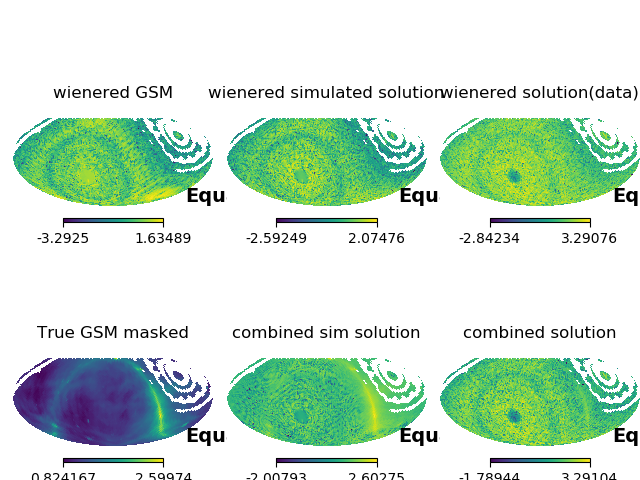 wienered GSM
wienered simulated solution
wienered solution(data)
Equ
Equ
Eq
-3.2925 1.63489
-2.59249 2.07476
-2.84234 3.29076
True GSM masked
combined sim solution
combined solution
Equ
Equ
Eq
0.824167 2.59974
-2.00793 2.60275
-1.78944 3.29104